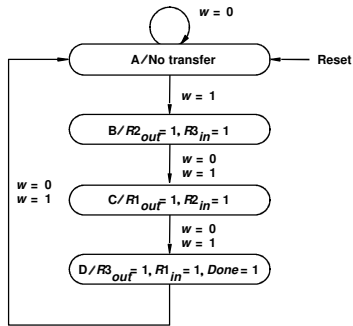 w = 0
A/No transfer
Reset
w = 1
B/R2out = 1, R3in = 1
w = 0
w = 1
C/R1out = 1, R2in = 1
w = 0
w = 1
w = 0
w = 1
D/R3out = 1, R1in = 1, Done = 1